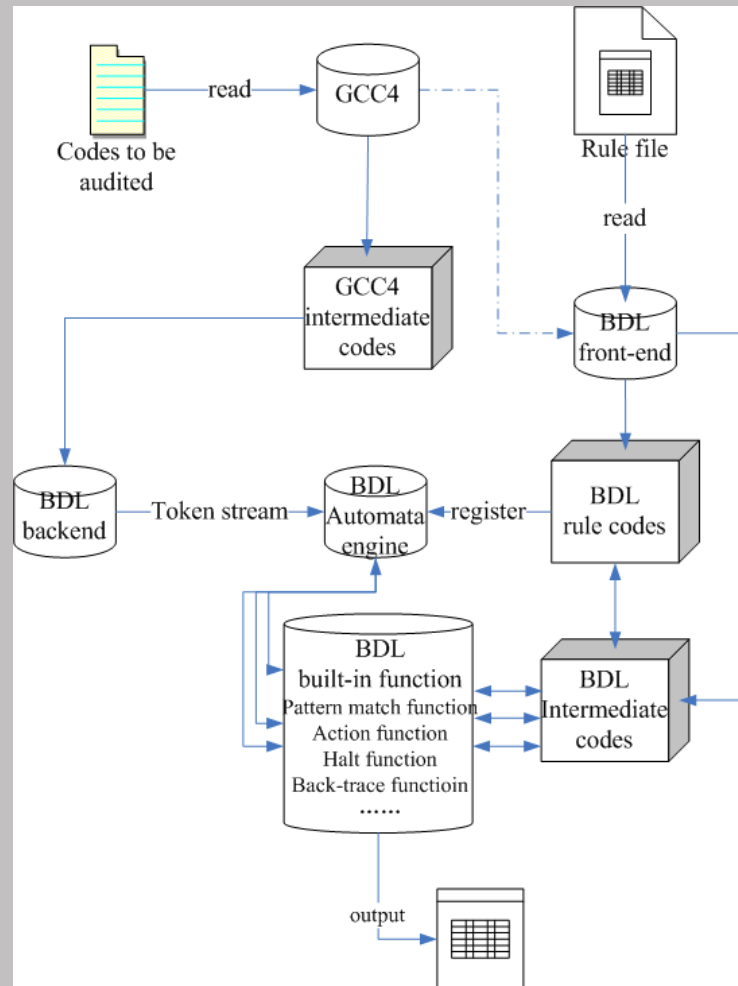 read
GCC4
Codes to be
audited
Rule file
read
GCC4
intermediate
codes
BDL
front-end
BDL
backend
Token stream
BDL
Automata
engine
register
BDL
rule codes
BDL
built-in function
Pattern match function
Action function
Halt function
Back-trace functioin
......
BDL
Intermediate
codes
output